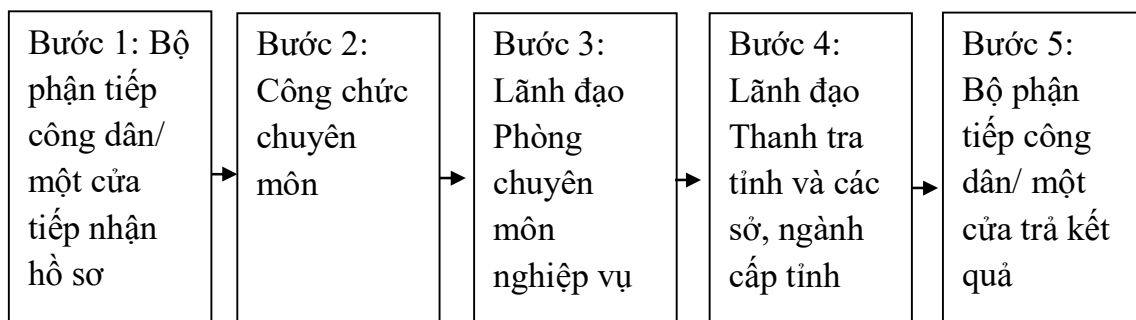 Bước 1: Bộ
phận tiếp
công dân/
một cửa
tiếp nhận
hồ sơ
Bước 2:
Công chức
chuyên
môn
Bước 3:
Lãnh đạo
Phòng
chuyên
môn
nghiệp vụ
Bước 4:
Lãnh đạo
Thanh tra
tỉnh và các
sở, ngành
cấp tỉnh
Bước 5:
Bộ phận
tiếp công
dân/ một
cửa trả kết
quả